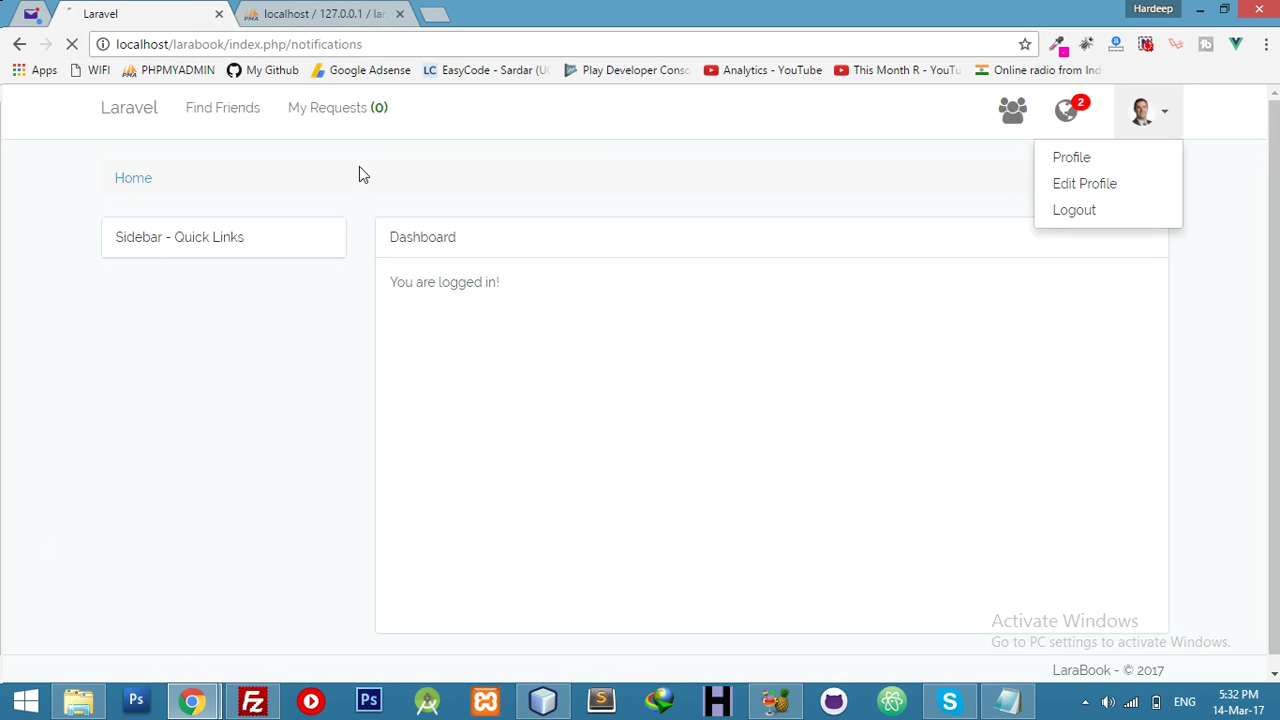 Hardeep
Laravel
localhost / 127.0.0.1 / lar
localhost/larabook/index.php/notifications
Apps
WIFI
PHPMYADMIN
My Github
Google Adsense
LC EasyCode - Sardar (U
Play Developer Conso
Analytics - YouTube
This Month R - YouTu
Online radio from Ind
Laravel
Find Friends
My Requests (0)
2
Profile
Edit Profile
Logout
Home
Sidebar - Quick Links
Dashboard
You are logged in!
Activate Windows
Go to PC settings to activate Windows.
LaraBook - © 2017
ENG
5:32 PM
14-Mar-17